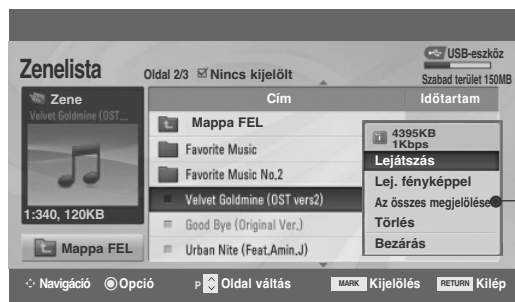 USB-eszköz
Zenelista
Oldal 2/3 Nincs kijelölt
Szabad terület 150MB
Zene
Velvet Goldmine (OST...
1:340, 120KB
Mappa FEL
Cím Időtartam
Mappa FEL
Favorite Music
Favorite Music No.2
Velvet Goldmine (OST vers2)
Good Bye (Original Ver.)
Urban Nite (Feat.Amin.J)
4395KB
1Kbps
Lejátszás
Lej. fényképpel
Az összes megjelölése
Törlés
Bezárás
Navigáció Opció P Oldal váltás MARK Kijelölés RETURN Kilép